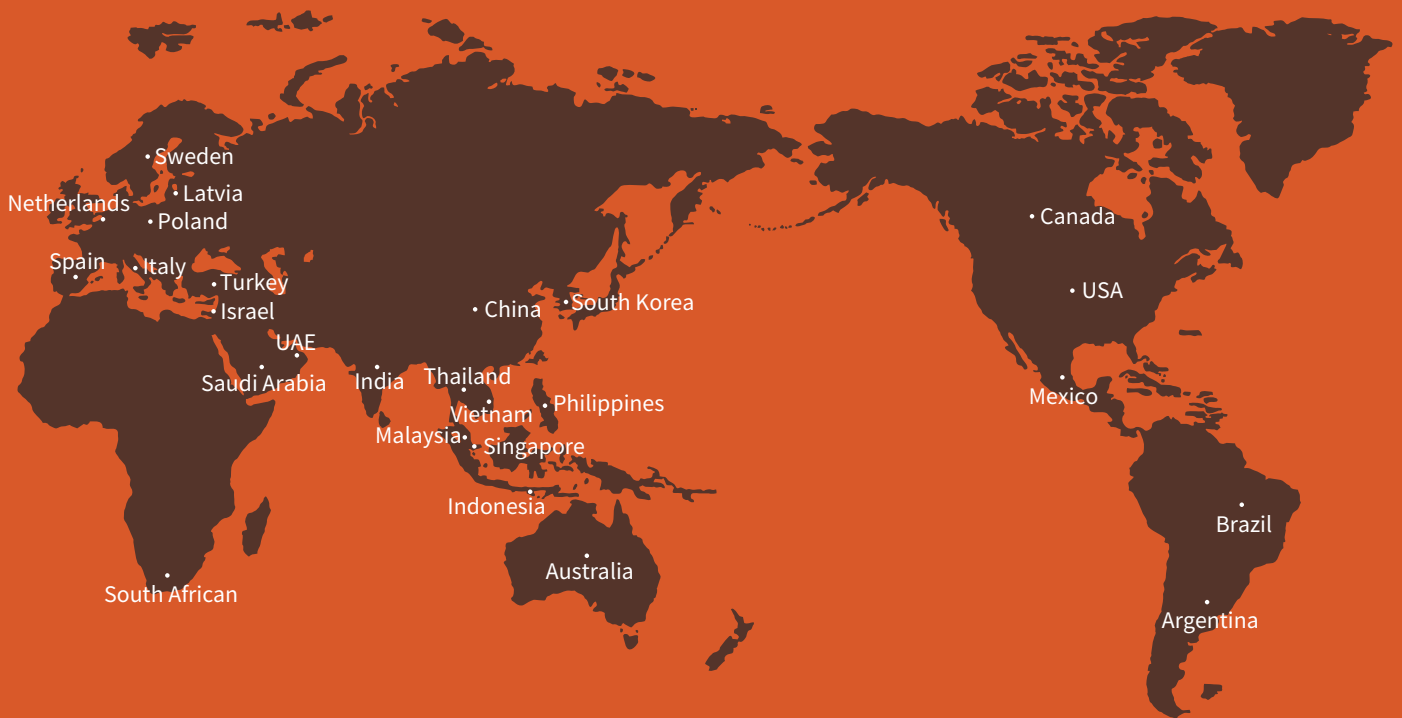 Sweden
Latvia
Netherlands
Poland
Canada
Spain
Italy
Turkey
USA
South Korea
China
Israel
UAE
Thailand
India
Saudi Arabia
Mexico
Philippines
Vietnam
Malaysia
Singapore
Indonesia
Brazil
Australia
South African
Argentina